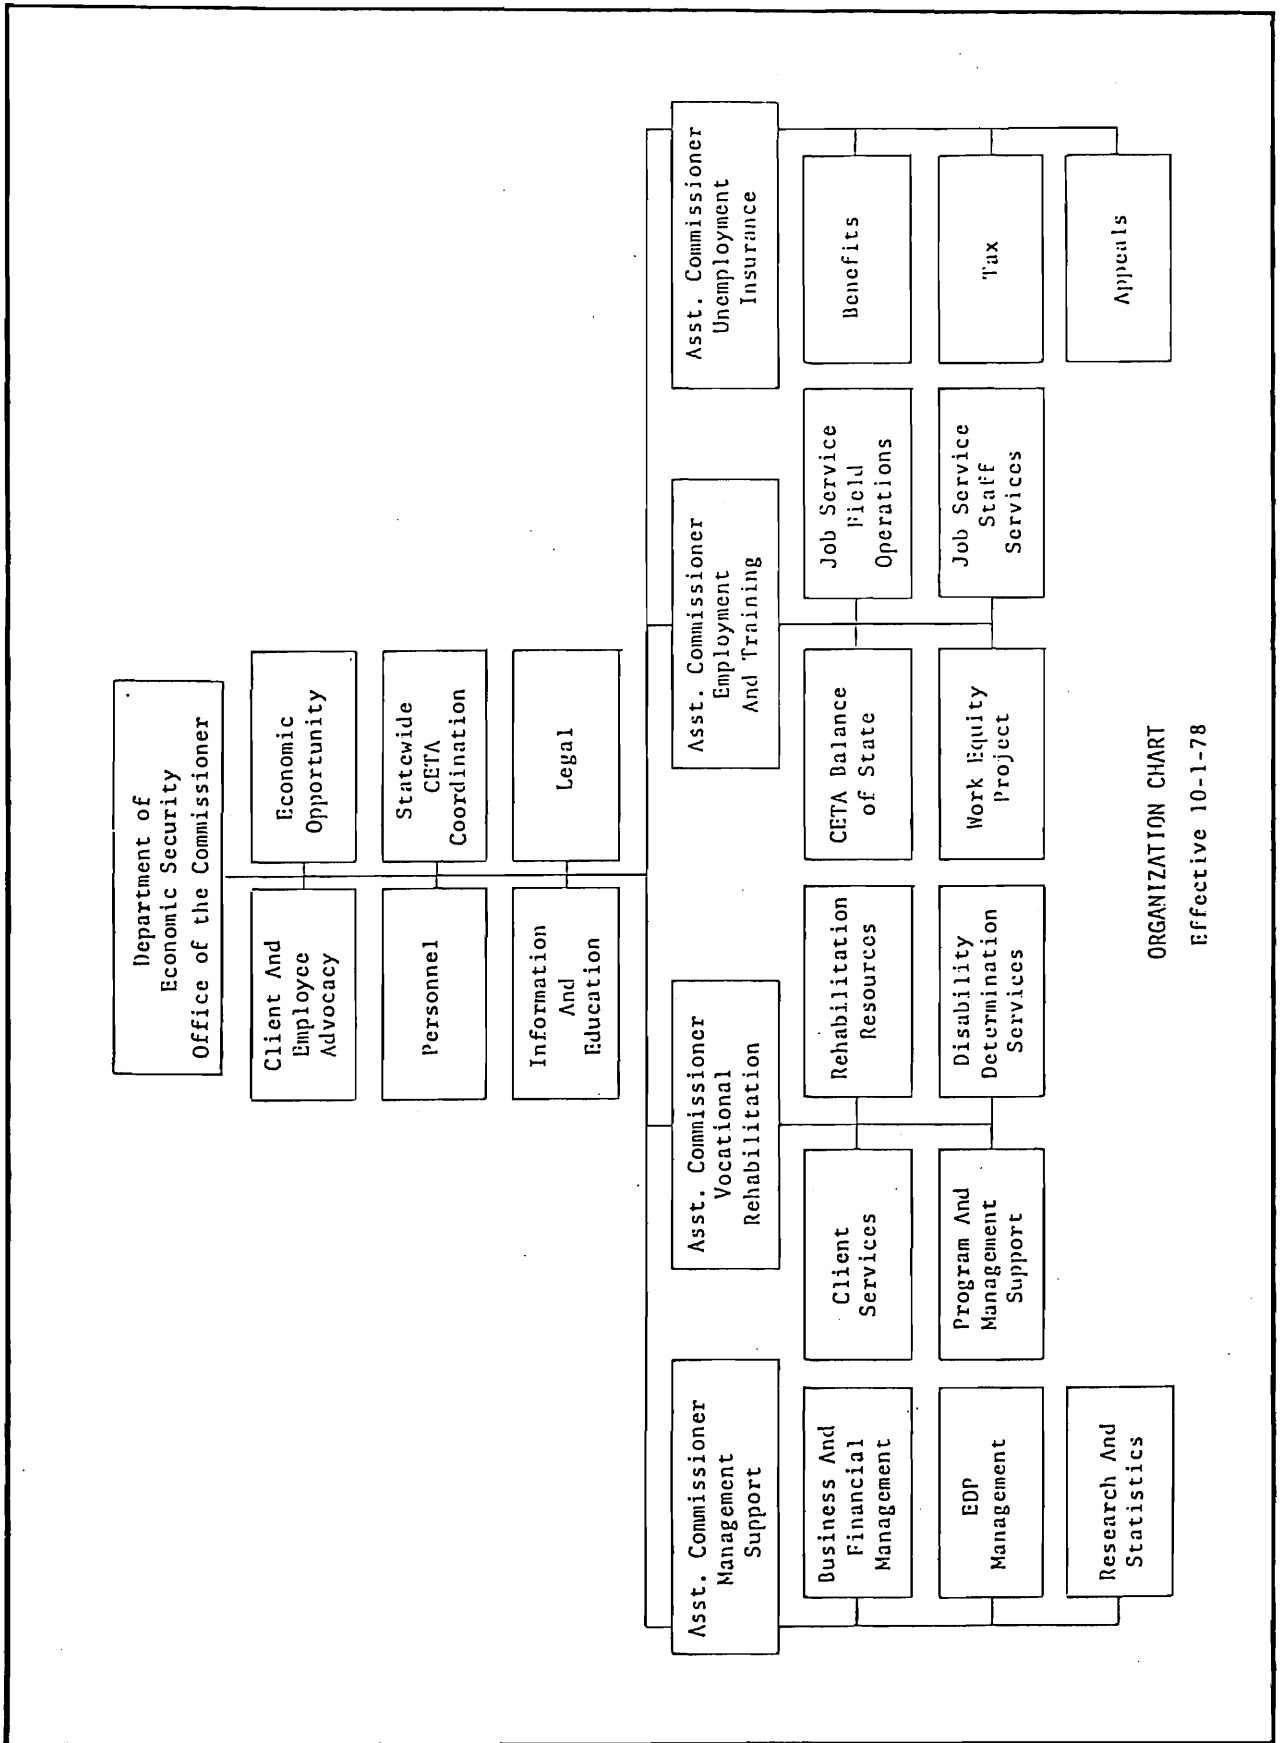 Department of
Economic Security
Office of the Commissioner
Client And
Employee
Advocacy
Economic
Opportunity
Personnel
Statewide
CETA
Coordination
Information
And
Education
Legal
Asst. Commissioner
Management
Support
Asst. Commissioner
Vocational
Rehabilitation
Asst. Commissioner
Employment
And Training
Asst. Commissioner
Unemployment
Insurance
Business And
Financial
Management
Client
Services
Rehabilitation
Resources
CETA Balance
of State
Job Service
Field
Operations
Benefits
EDP
Management
Program And
Management
Support
Disability
Determination
Services
Work Equity
Project
Job Service
Staff
Services
Tax
Research And
Statistics
Appeals
ORGANIZATION CHART
Effective 10-1-78